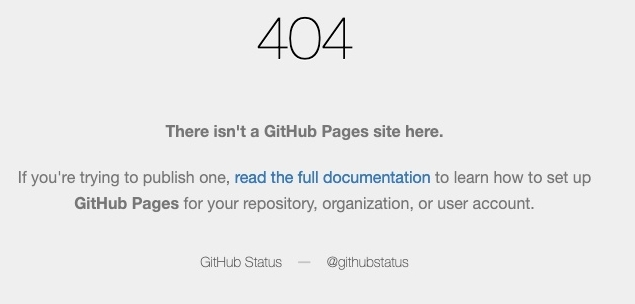 404
There isn't a GitHub Pages site here.
If you're trying to publish one, read the full documentation to learn how to set up
GitHub Pages for your repository, organization, or user account.
GitHub Status — @githubstatus